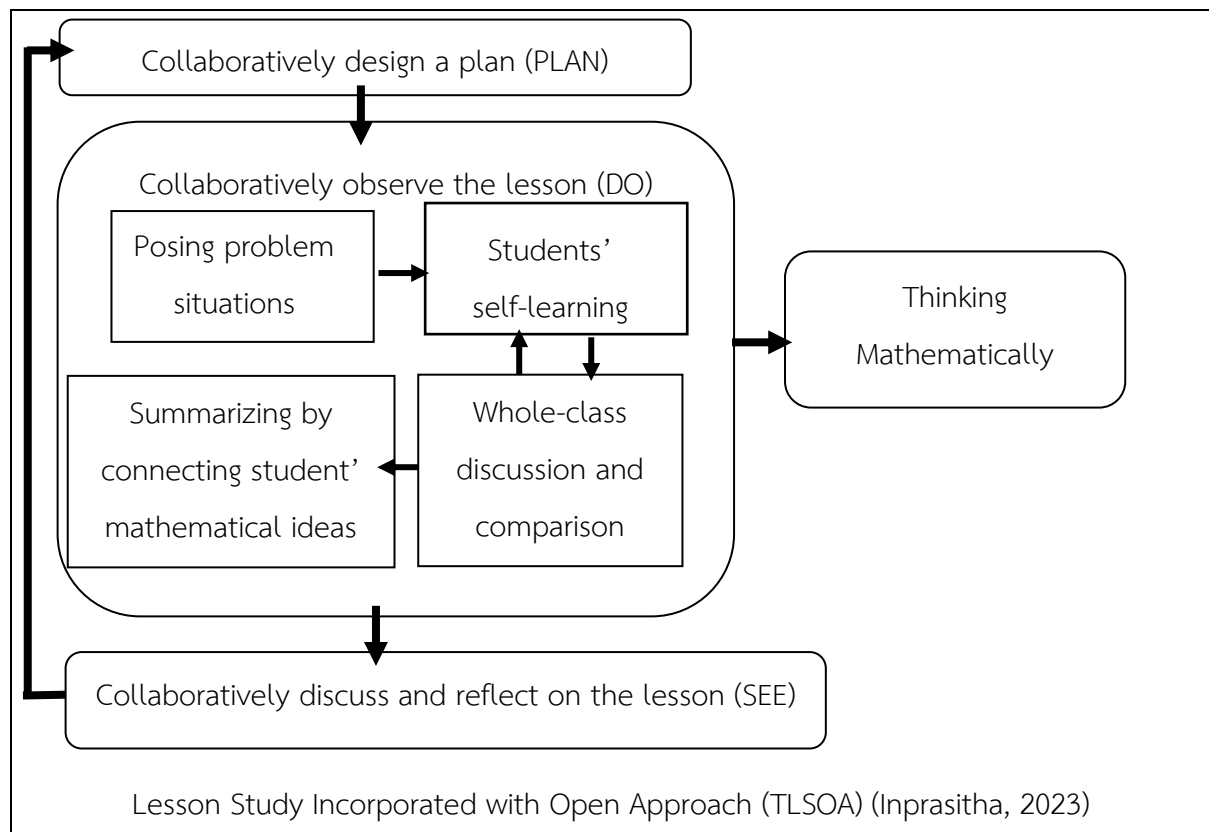 Collaboratively design a plan (PLAN)
Collaboratively observe the lesson (DO)
Posing problem
situations
Students’
self-learning
Thinking
Mathematically
Summarizing by
connecting student’
mathematical ideas
Whole-class
discussion and
comparison
Collaboratively discuss and reflect on the lesson (SEE)
Lesson Study Incorporated with Open Approach (TLSOA) (Inprasitha, 2023)